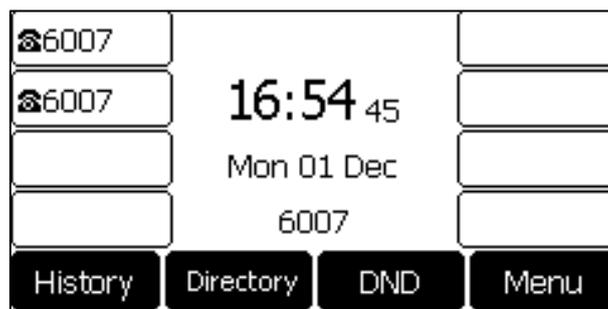 ☎6007
☎6007
16:54 45
Mon 01 Dec
6007
History Directory DND Menu